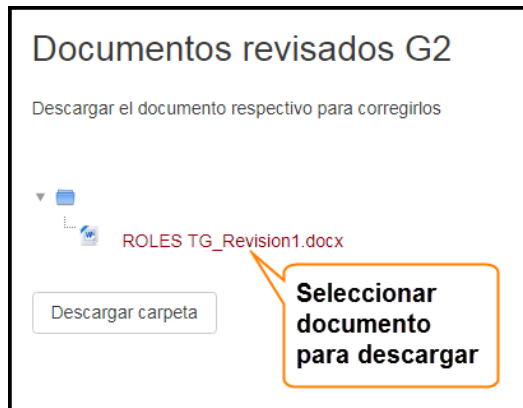 Documentos revisados G2
Descargar el documento respectivo para corregirlos
ROLES TG_Revision1.docx
Descargar carpeta
Seleccionar
documento
para descargar